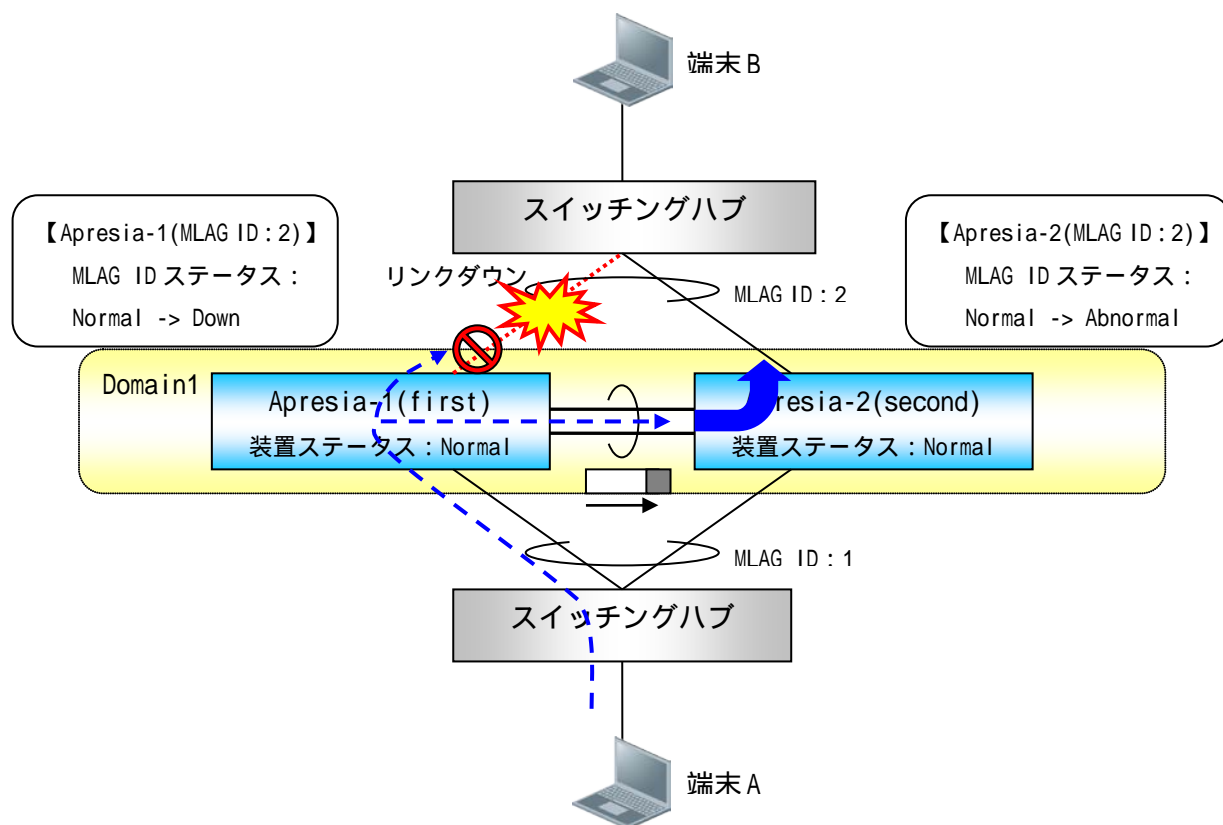 端末B
スイッチングハブ
【Apresia-1(MLAG ID：2)】
MLAG ID ステータス：
Normal -> Down
リンクダウン
MLAG ID：2
【Apresia-2(MLAG ID：2)】
MLAG ID ステータス：
Normal -> Abnormal
Domain1
Apresia-1(first)
装置ステータス：Normal
resia-2(second)
装置ステータス：Normal
MLAG ID：1
スイッチングハブ
端末A